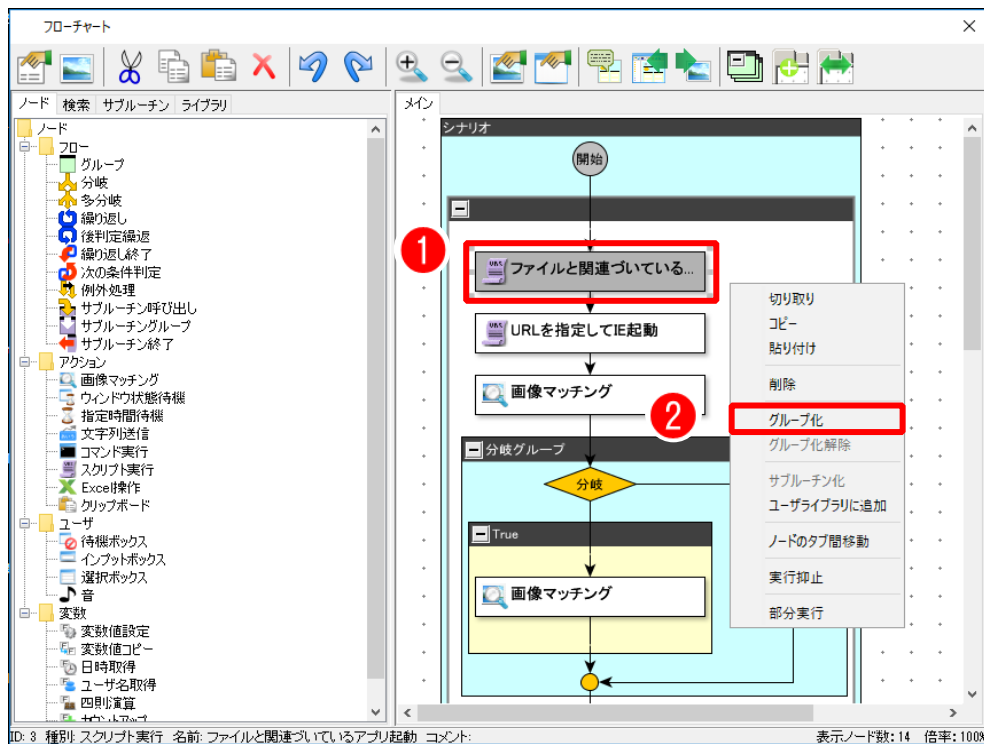 フローチャート
ノード 検索 サブルーチン ライブラリ
ノード
フロー
グループ
分岐
多分岐
繰り返し
後判定繰返
繰り返し終了
次の条件判定
例外処理
サブルーチン呼び出し
サブルーチングループ
サブルーチン終了
アクション
画像マッチング
ウィンドウ状態待機
指定時間待機
文字列送信
コマンド実行
スクリプト実行
Excel操作
クリップボード
ユーザ
待機ボックス
インプットボックス
選択ボックス
音
変数
変数値設定
変数値コピー
日時取得
ユーザ名取得
四則演算
カウントアップ
メイン
シナリオ
開始
1
ファイルと関連づいている...
URLを指定してIE起動
画像マッチング
2
分岐グループ
分岐
True
画像マッチング
切り取り
コピー
貼り付け
削除
グループ化
グループ化解除
サブルーチン化
ユーザライブラリに追加
ノードのタブ間移動
実行抑止
部分実行
ID: 3 種別: スクリプト実行 名前: ファイルと関連づいているアプリ起動 コメント:
表示ノード数: 14 倍率: 100%